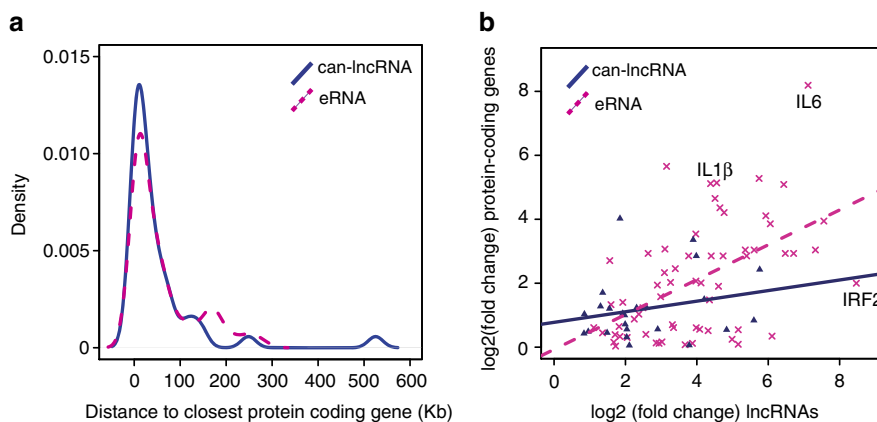 a
0.015
0.010
0.005
0
Density
can-lncRNA
eRNA
0
100
200
300
400
500
600
Distance to closest protein coding gene (Kb)
b
8
6
4
2
0
log2(fold change) protein-coding genes
can-lncRNA
eRNA
IL6
IL1β
IRF2
0
2
4
6
8
log2 (fold change) lncRNAs